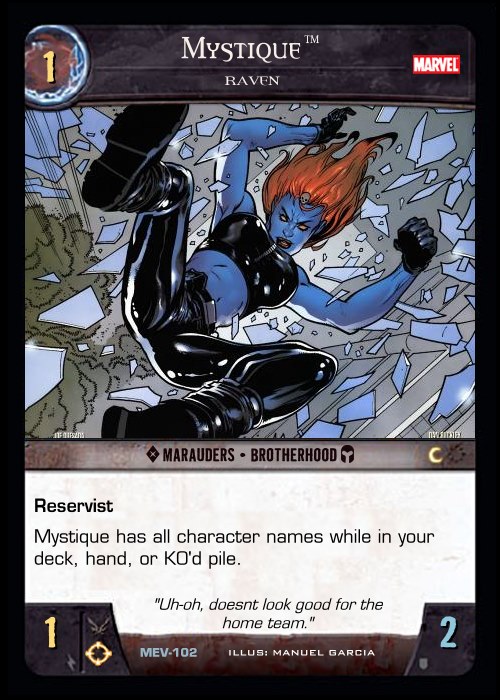 1
Mystique™
Raven
MARVEL
MARAUDERS • BROTHERHOOD
C
Reservist
Mystique has all character names while in your
deck, hand, or KO'd pile.
"Uh-oh, doesnt look good for the
home team."
1
MEV-102 ILLUS: MANUEL GARCIA
2